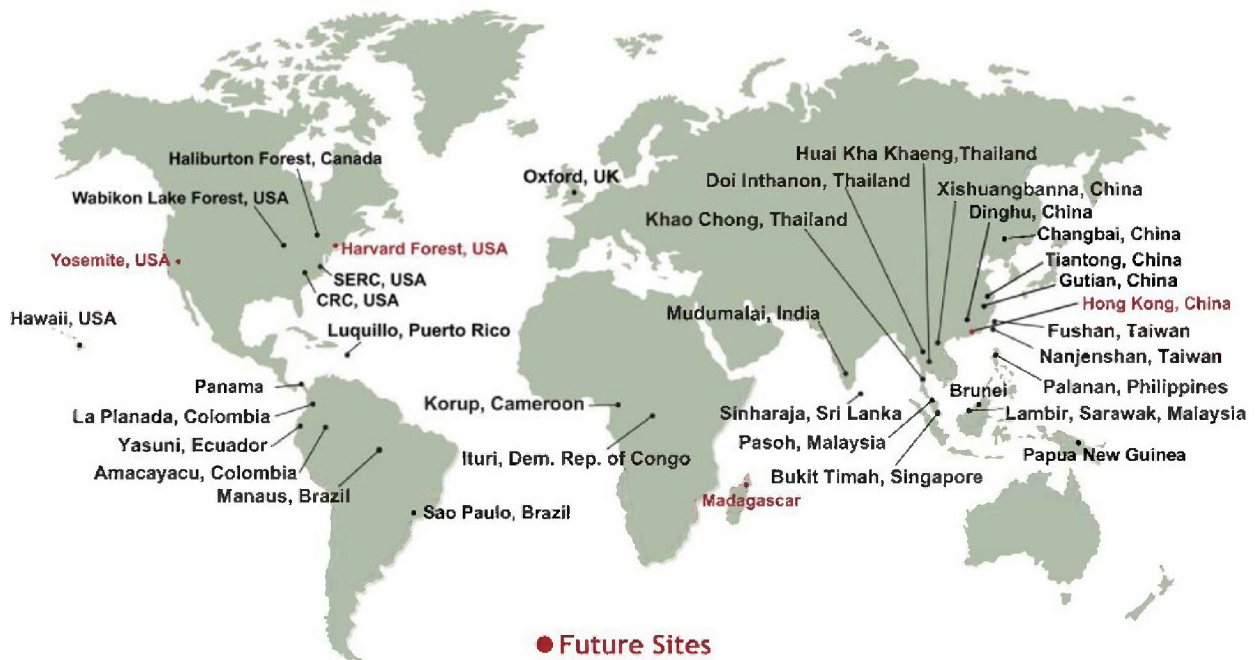 Haliburton Forest, Canada
Wabikon Lake Forest, USA
Yosemite, USA
Harvard Forest, USA
SERC, USA
CRC, USA
Hawaii, USA
Luquillo, Puerto Rico
Panama
La Planada, Colombia
Yasuni, Ecuador
Amacayacu, Colombia
Manaus, Brazil
Sao Paulo, Brazil
Oxford, UK
Korup, Cameroon
Ituri, Dem. Rep. of Congo
Madagascar
Huai Kha Khaeng,Thailand
Doi Inthanon, Thailand
Khao Chong, Thailand
Xishuangbanna, China
Dinghu, China
Changbai, China
Tiantong, China
Gutian, China
Hong Kong, China
Fushan, Taiwan
Nanjenshan, Taiwan
Palanan, Philippines
Mudumalai, India
Brunei
Sinharaja, Sri Lanka
Lambir, Sarawak, Malaysia
Pasoh, Malaysia
Bukit Timah, Singapore
Papua New Guinea
Future Sites